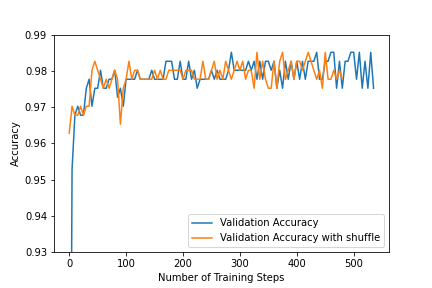 0.99
0.98
0.97
0.96
0.95
0.94
0.93
Accuracy
Validation Accuracy
Validation Accuracy with shuffle
0 100 200 300 400 500
Number of Training Steps